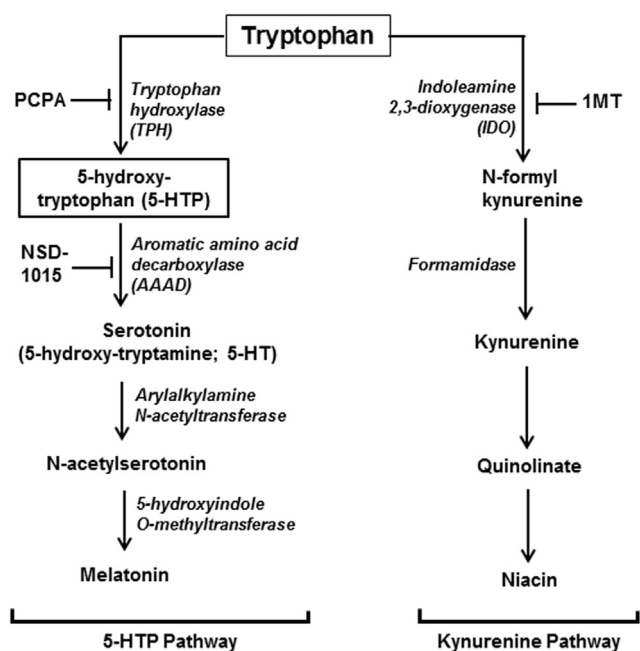 Tryptophan
PCPA
Tryptophan
hydroxylase
(TPH)
5-hydroxy-
tryptophan (5-HTP)
NSD-
1015
Aromatic amino acid
decarboxylase
(AAAD)
Serotonin
(5-hydroxy-tryptamine; 5-HT)
Arylalkylamine
N-acetyltransferase
N-acetylserotonin
5-hydroxyindole
O-methyltransferase
Melatonin
5-HTP Pathway
Indoleamine
2,3-dioxygenase
(IDO)
1MT
N-formyl
kynurenine
Formamidase
Kynurenine
Quinolinate
Niacin
Kynurenine Pathway